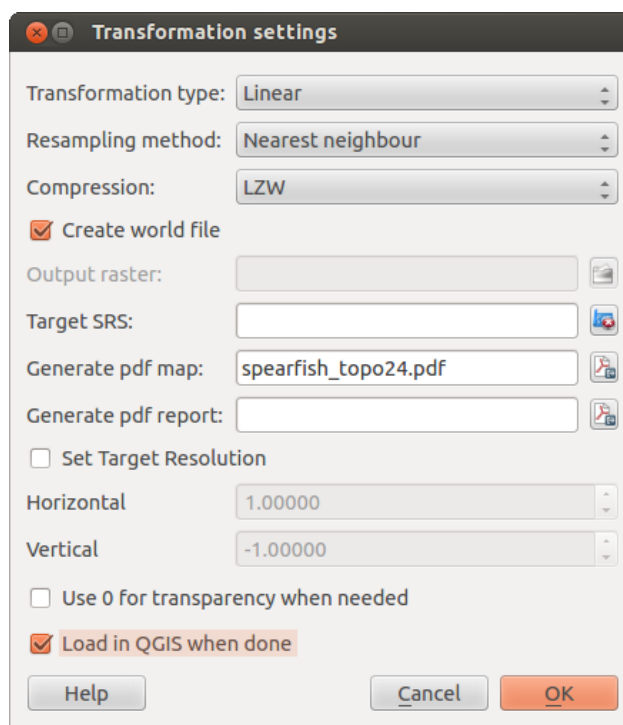 Transformation settings
Transformation type: Linear
Resampling method: Nearest neighbour
Compression: LZW
Create world file
Output raster:
Target SRS:
Generate pdf map: spearfish_topo24.pdf
Generate pdf report:
Set Target Resolution
Horizontal 1.00000
Vertical -1.00000
Use 0 for transparency when needed
Load in QGIS when done
Help Cancel OK